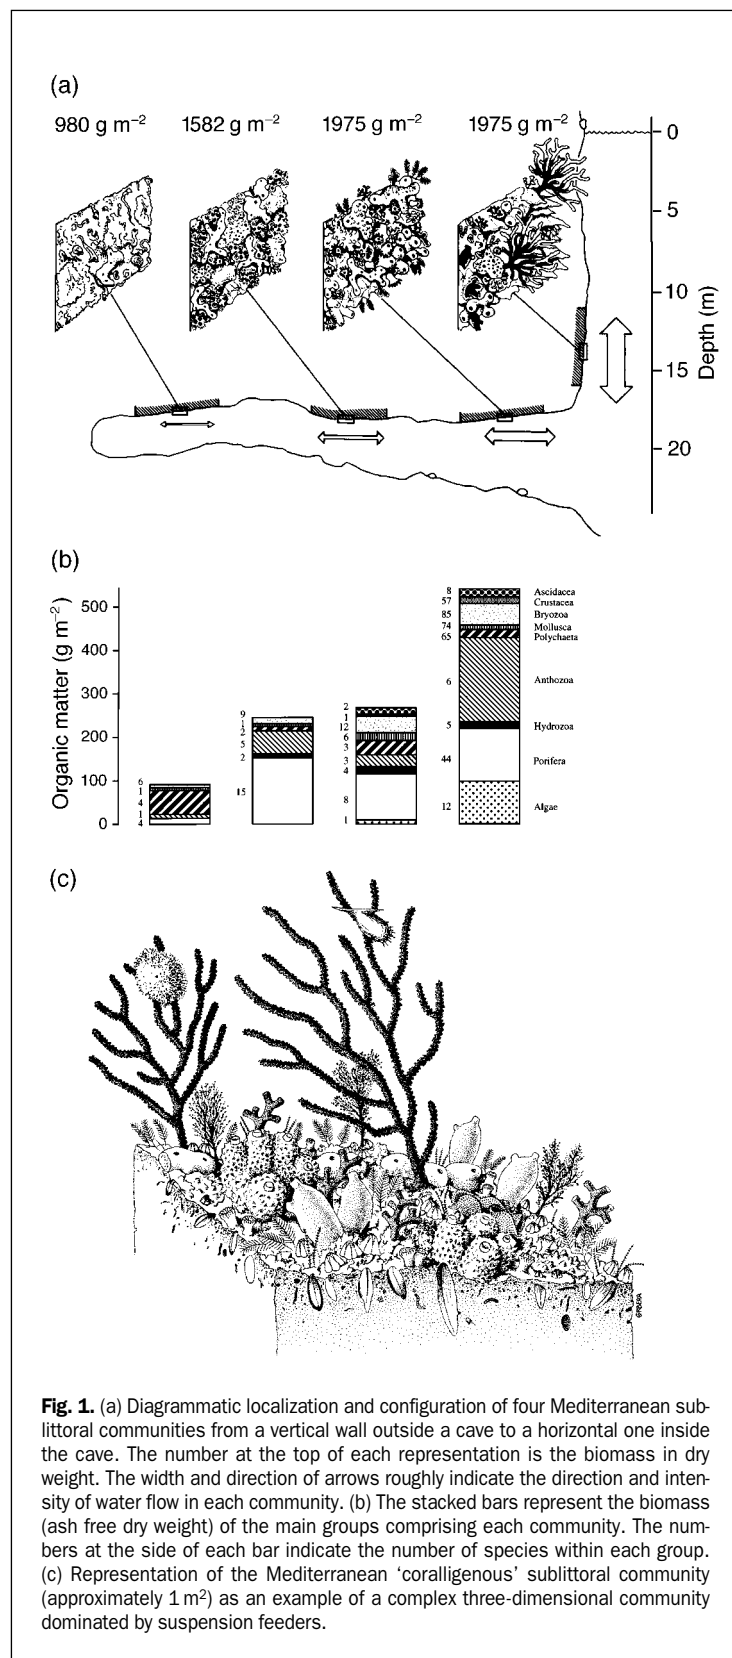 (a)
980 g m⁻² 1582 g m⁻² 1975 g m⁻² 1975 g m⁻²
0
5
10
15
20
Depth (m)
(b)
Organic matter (g m⁻²)
500
400
300
200
100
0
6
1
4
1
4
9
1
2
5
2
15
2
1
12
6
3
3
4
8
1
8 Ascidacea
57 Crustacea
85 Bryozoa
74 Mollusca
65 Polychaeta
6 Anthozoa
5 Hydrozoa
44 Porifera
12 Algae
(c)
Fig. 1. (a) Diagrammatic localization and configuration of four Mediterranean sub-
littoral communities from a vertical wall outside a cave to a horizontal one inside
the cave. The number at the top of each representation is the biomass in dry
weight. The width and direction of arrows roughly indicate the direction and inten-
sity of water flow in each community. (b) The stacked bars represent the biomass
(ash free dry weight) of the main groups comprising each community. The num-
bers at the side of each bar indicate the number of species within each group.
(c) Representation of the Mediterranean ‘coralligenous’ sublittoral community
(approximately 1 m²) as an example of a complex three-dimensional community
dominated by suspension feeders.